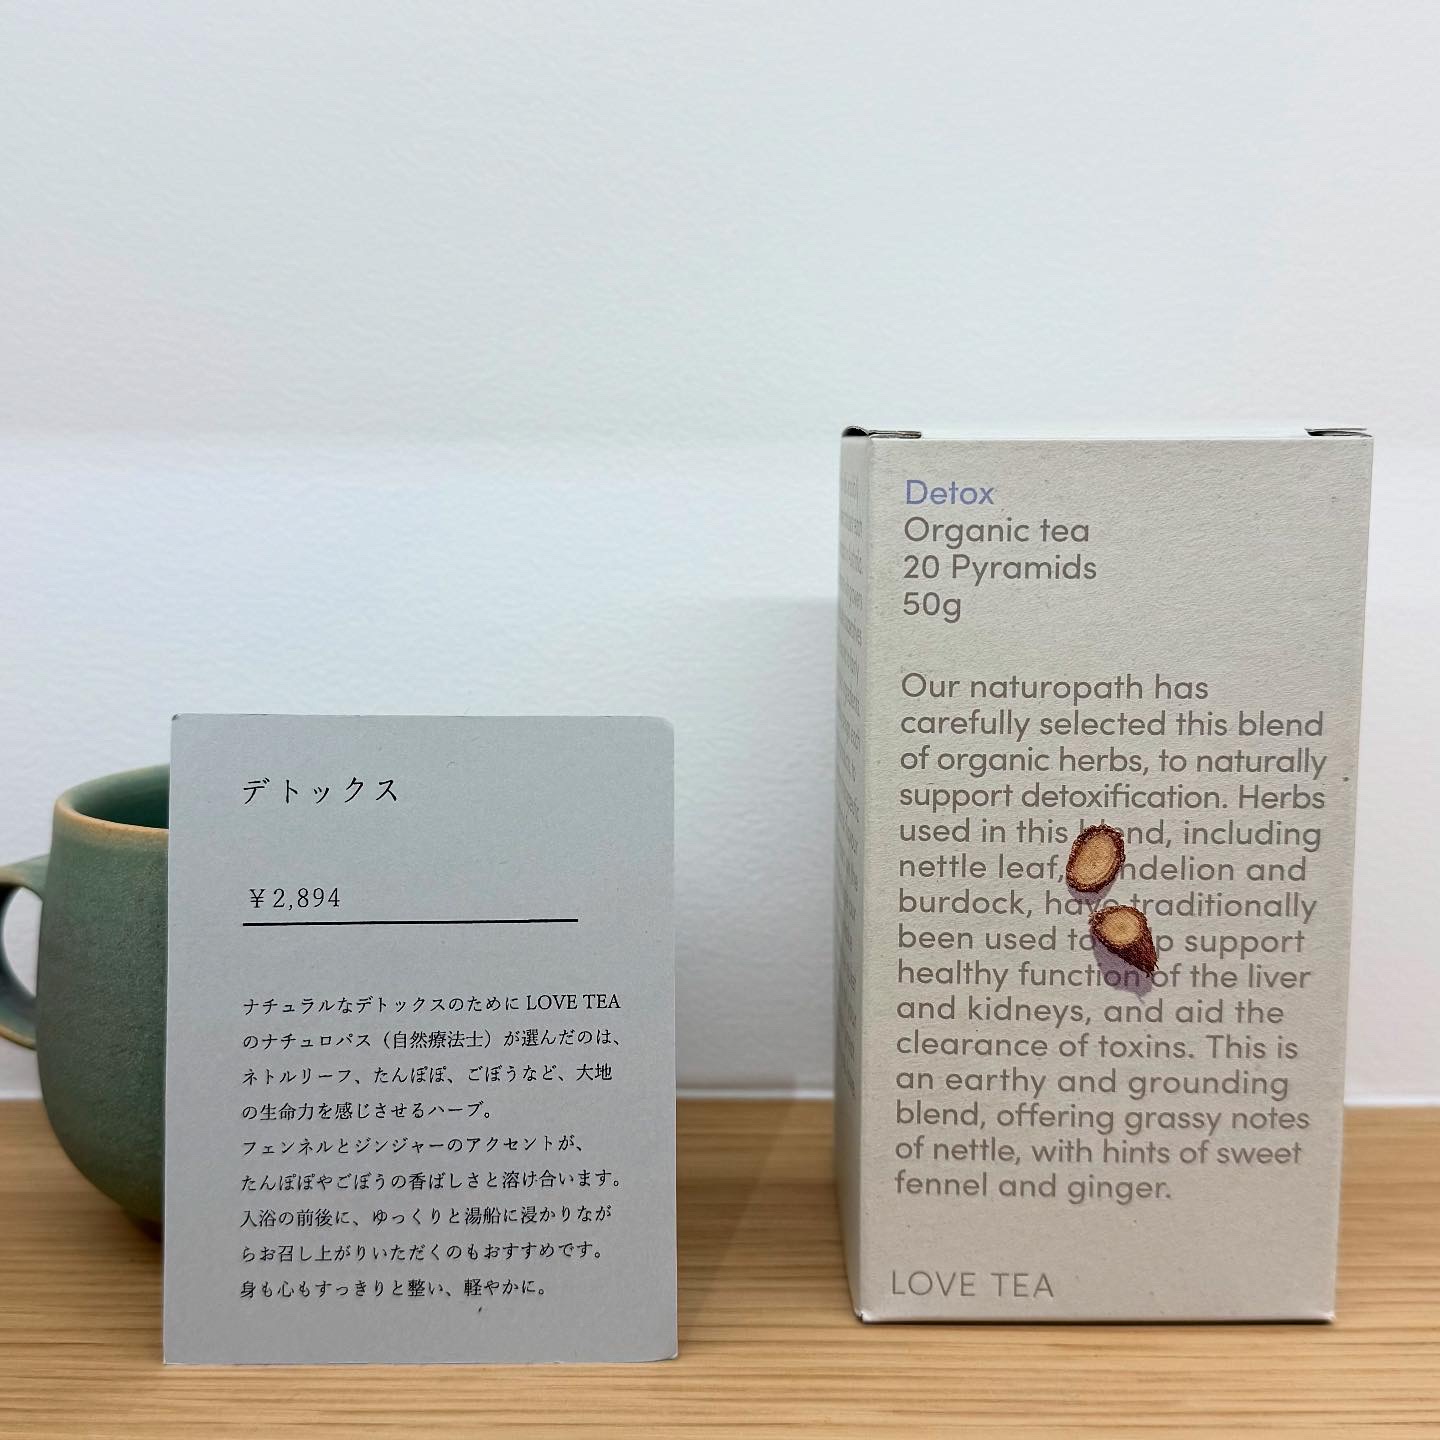 デトックス
￥2,894
ナチュラルなデトックスのために LOVE TEA
のナチュロパス（自然療法士）が選んだのは、
ネトルリーフ、たんぽぽ、ごぼうなど、大地
の生命力を感じさせるハーブ。
フェンネルとジンジャーのアクセントが、
たんぽぽやごぼうの香ばしさと溶け合います。
入浴の前後に、ゆっくりと湯船に浸かりなが
らお召し上がりいただくのもおすすめです。
身も心もすっきりと整い、軽やかに。
Detox
Organic tea
20 Pyramids
50g
Our naturopath has
carefully selected this blend
of organic herbs, to naturally
support detoxification. Herbs
used in this blend, including
nettle leaf, dandelion and
burdock, have traditionally
been used to help support
healthy function of the liver
and kidneys, and aid the
clearance of toxins. This is
an earthy and grounding
blend, offering grassy notes
of nettle, with hints of sweet
fennel and ginger.
LOVE TEA